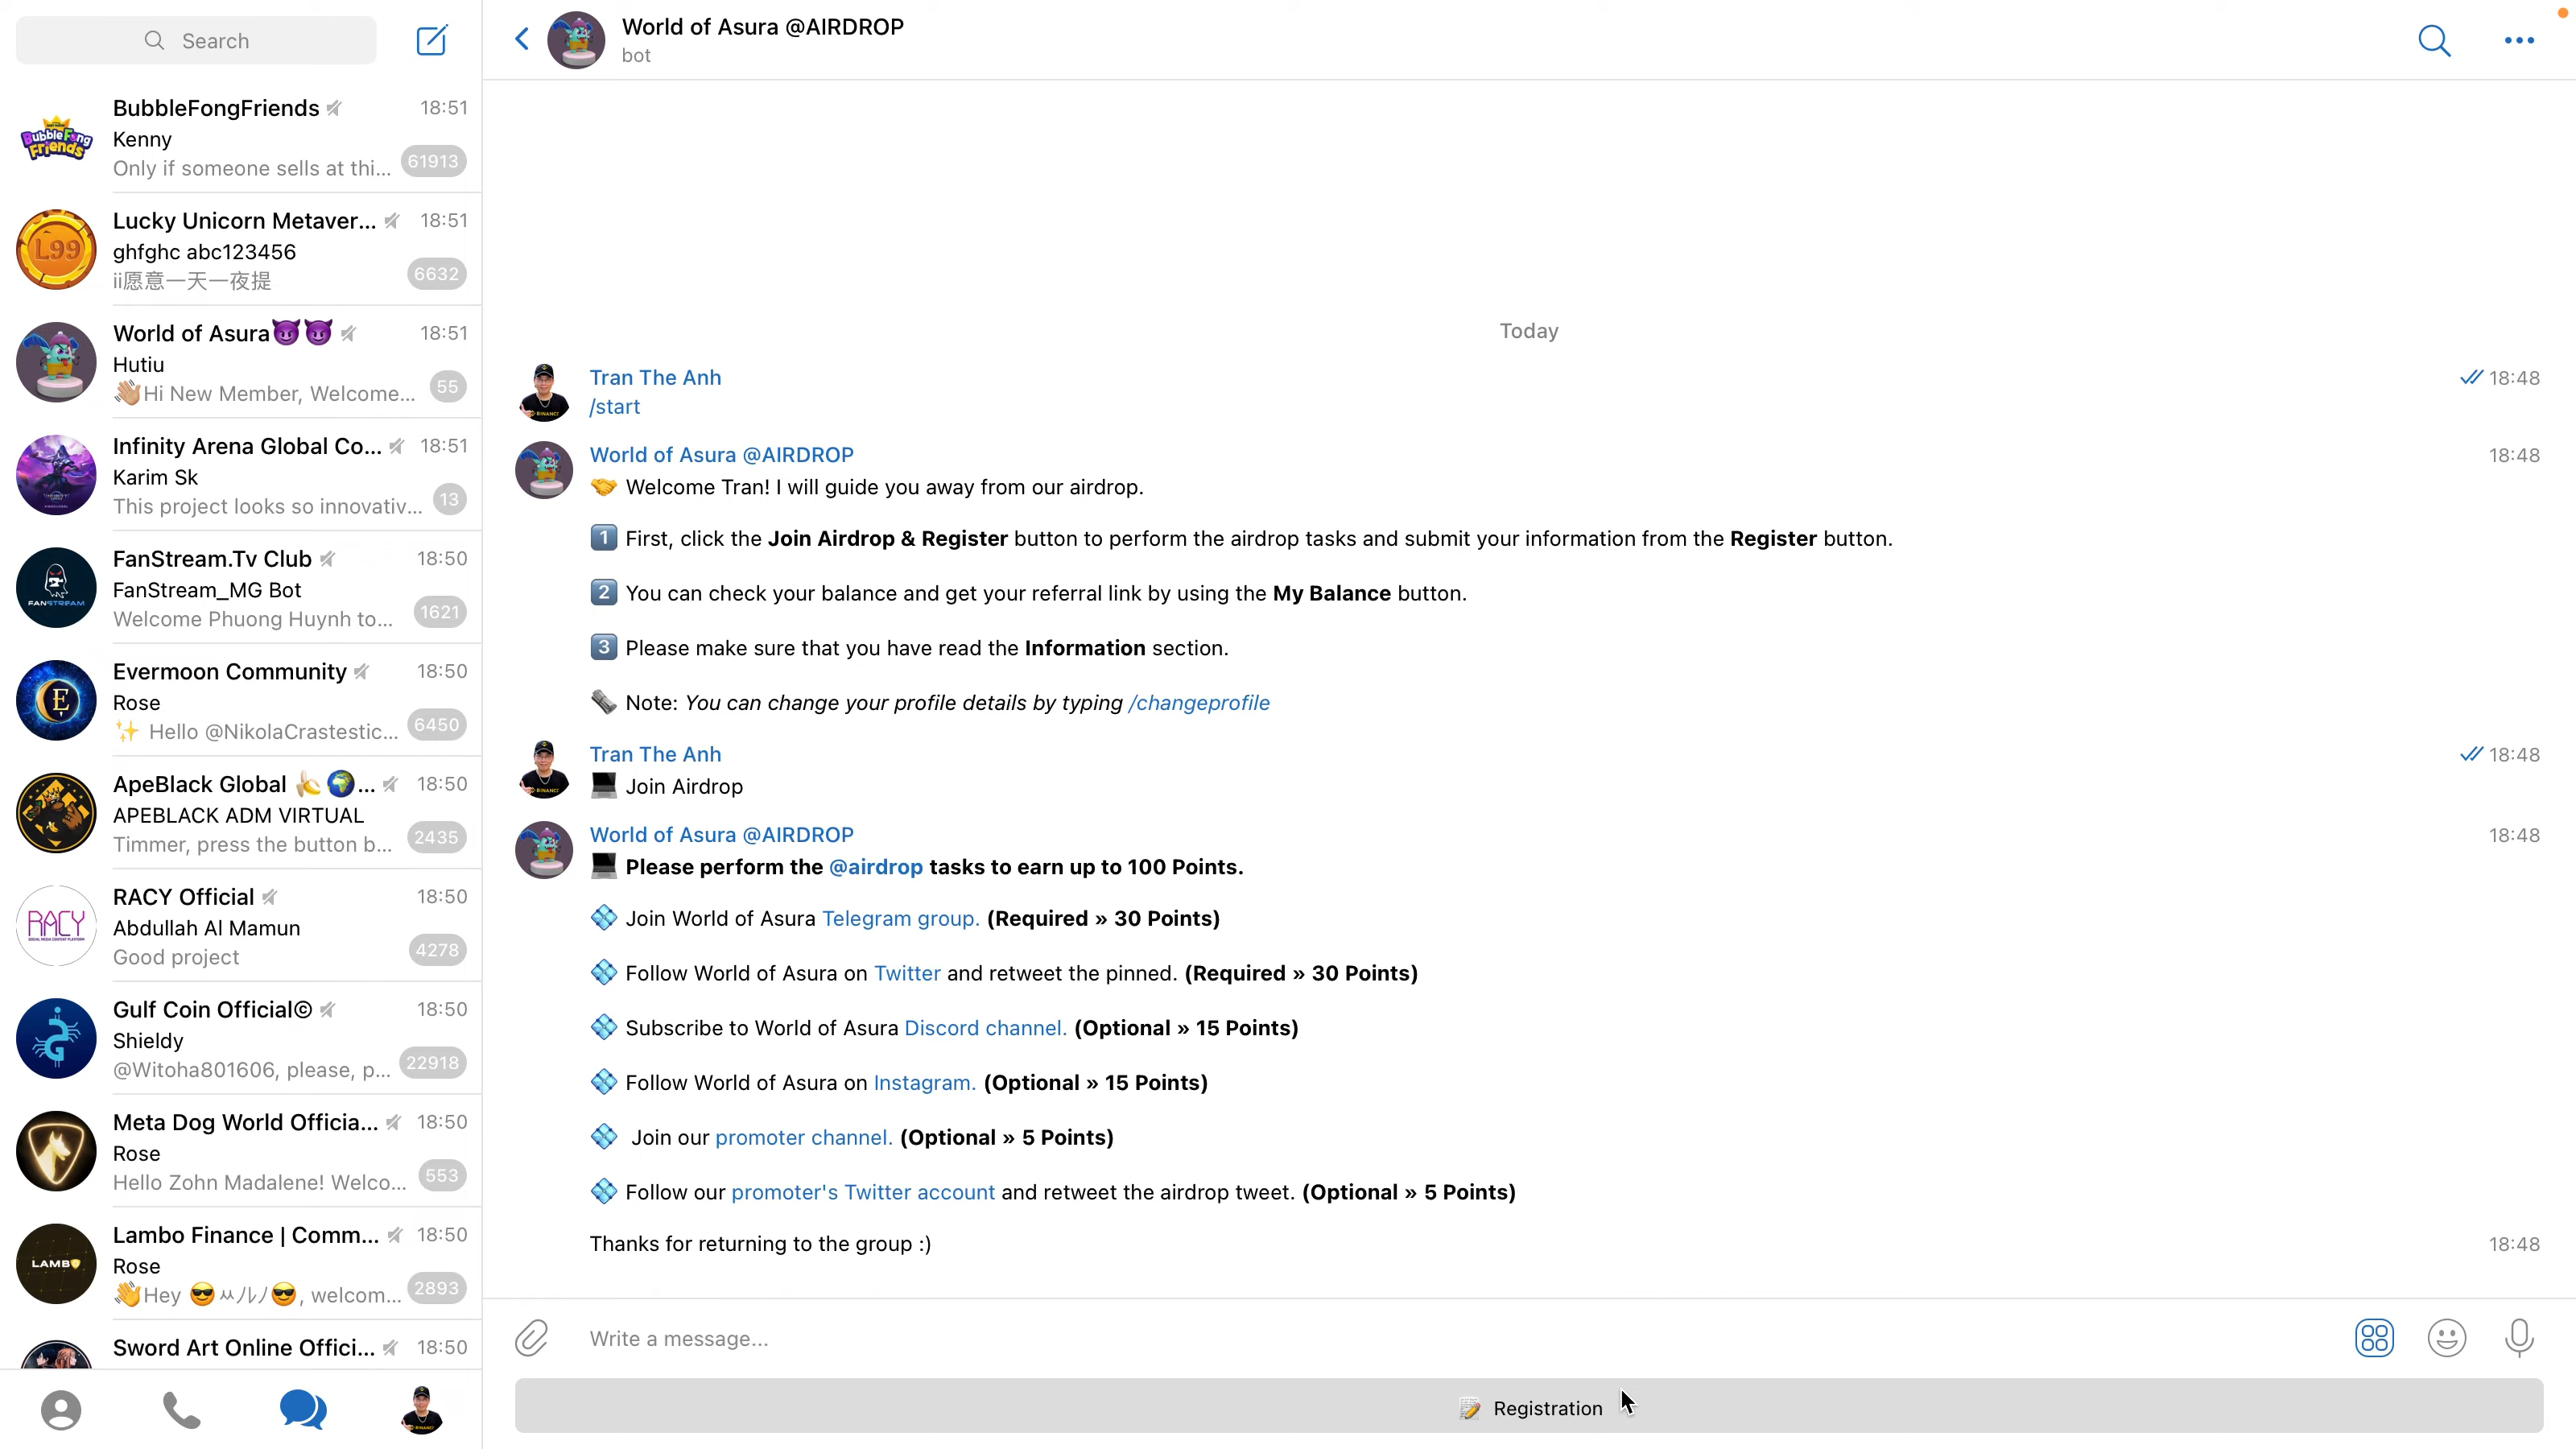 Search
BubbleFongFriends 18:51
Kenny
Only if someone sells at thi... 61913
Lucky Unicorn Metaver... 18:51
L99
ghfghc abc123456
ii愿意一天一夜提 6632
World of Asura😈😈 18:51
Hutiu
👋🏼Hi New Member, Welcome... 55
Infinity Arena Global Co... 18:51
Karim Sk
This project looks so innovativ... 13
FanStream.Tv Club 18:50
FanStream_MG Bot
FANSTREAM
Welcome Phuong Huynh to... 1621
Evermoon Community 18:50
Rose
E
✨ Hello @NikolaCrastestic... 6450
ApeBlack Global 🍌🌍... 18:50
APEBLACK ADM VIRTUAL
Timmer, press the button b... 2435
RACY Official 18:50
RACY
Abdullah Al Mamun
Good project 4278
Gulf Coin Official© 18:50
Shieldy
@Witoha801606, please, p... 22918
Meta Dog World Officia... 18:50
Rose
Hello Zohn Madalene! Welco... 553
Lambo Finance | Comm... 18:50
LAMBO
Rose
👋Hey 😎ﾊﾉﾚﾉ😎, welcom... 2893
Sword Art Online Offici... 18:50
World of Asura @AIRDROP
bot
Today
Tran The Anh 18:48
/start
World of Asura @AIRDROP 18:48
🤝 Welcome Tran! I will guide you away from our airdrop.
1️⃣ First, click the Join Airdrop & Register button to perform the airdrop tasks and submit your information from the Register button.
2️⃣ You can check your balance and get your referral link by using the My Balance button.
3️⃣ Please make sure that you have read the Information section.
🗞 Note: You can change your profile details by typing /changeprofile
Tran The Anh 18:48
💻 Join Airdrop
World of Asura @AIRDROP 18:48
💻 Please perform the @airdrop tasks to earn up to 100 Points.
💠 Join World of Asura Telegram group. (Required » 30 Points)
💠 Follow World of Asura on Twitter and retweet the pinned. (Required » 30 Points)
💠 Subscribe to World of Asura Discord channel. (Optional » 15 Points)
💠 Follow World of Asura on Instagram. (Optional » 15 Points)
💠 Join our promoter channel. (Optional » 5 Points)
💠 Follow our promoter's Twitter account and retweet the airdrop tweet. (Optional » 5 Points)
Thanks for returning to the group :) 18:48
Write a message...
📝 Registration